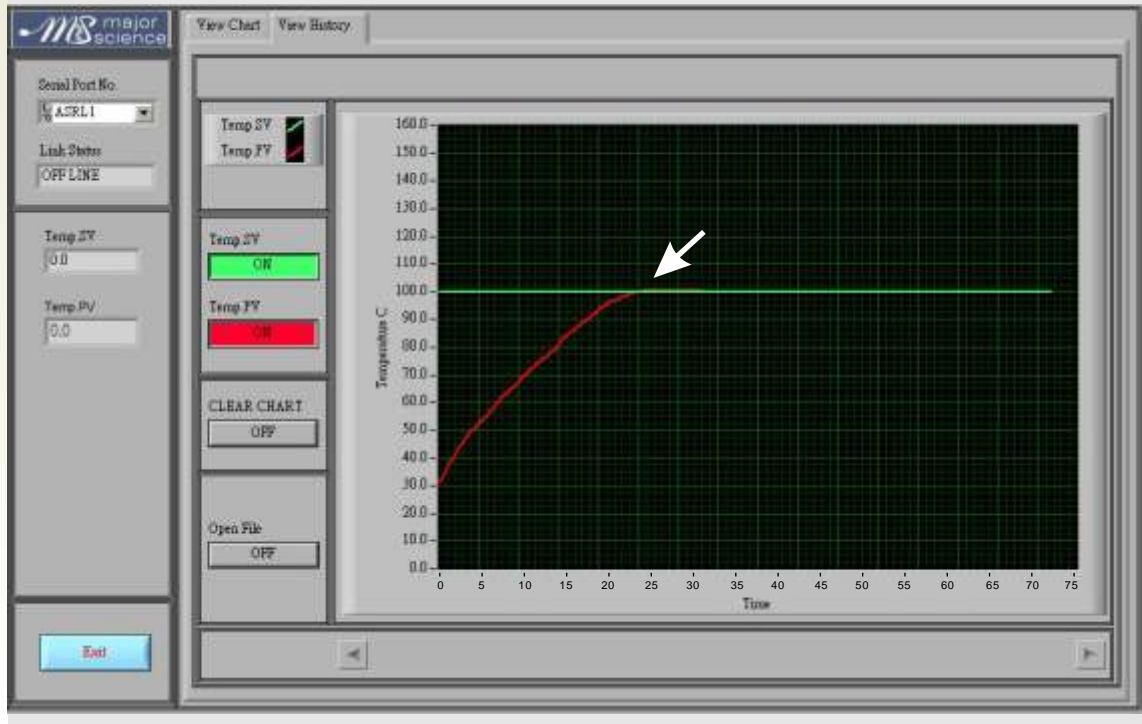 MS major science
View Chart View History
Serial Port No.
ASRL1
Link Status
OFF LINE
Temp.SV
0.0
Temp.PV
0.0
Exit
Temp SV
Temp.PV
Temp.SV
ON
Temp PV
ON
CLEAR CHART
OFF
Open File
OFF
160.0
150.0
140.0
130.0
120.0
110.0
100.0
90.0
80.0
70.0
60.0
50.0
40.0
30.0
20.0
10.0
0.0
Temperature C
0 5 10 15 20 25 30 35 40 45 50 55 60 65 70 75
Time